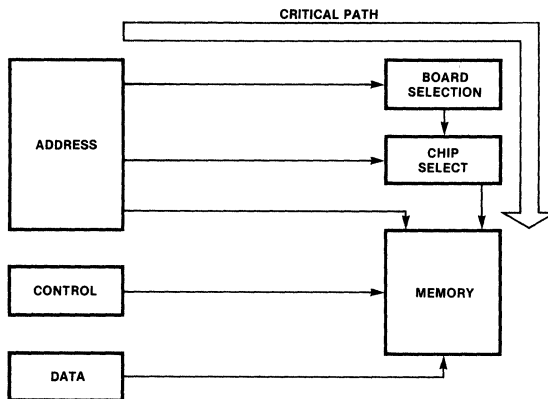 CRITICAL PATH
BOARD
SELECTION
ADDRESS
CHIP
SELECT
CONTROL
MEMORY
DATA